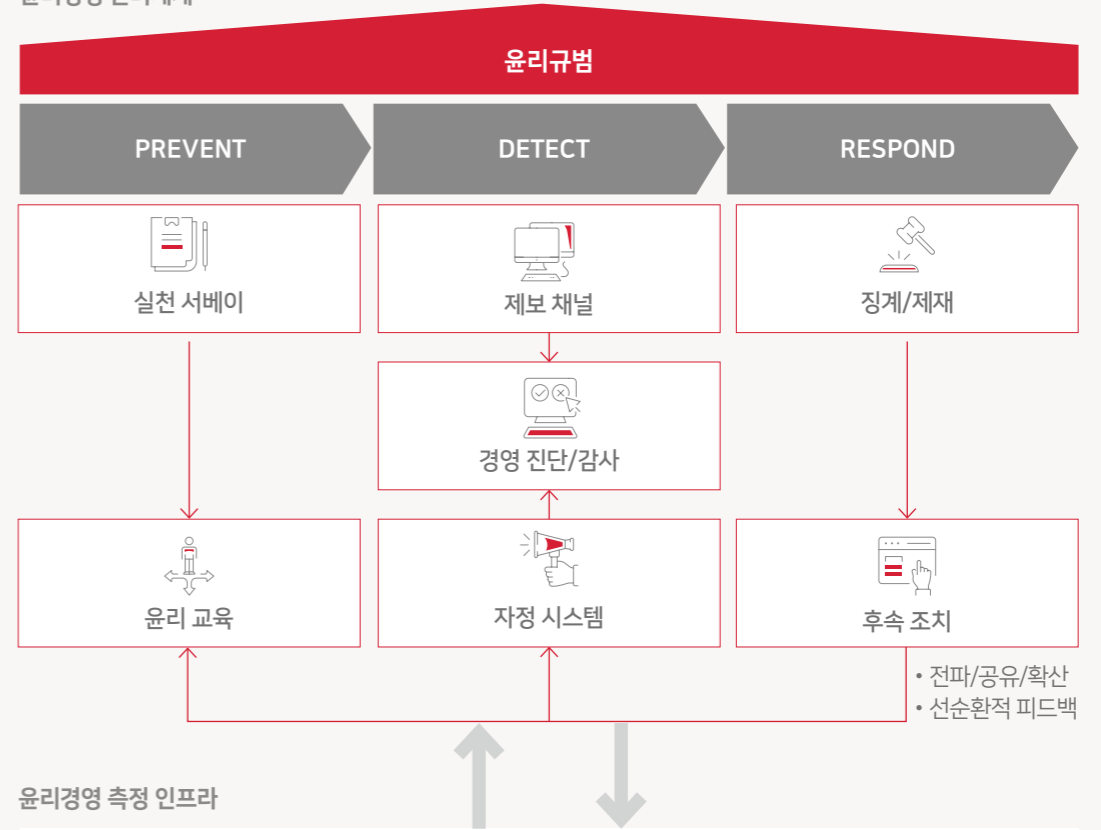 윤리규범
PREVENT
DETECT
RESPOND
실천 서베이
제보 채널
징계/제재
경영 진단/감사
윤리 교육
자정 시스템
후속 조치
• 전파/공유/확산
• 선순환적 피드백
윤리경영 측정 인프라